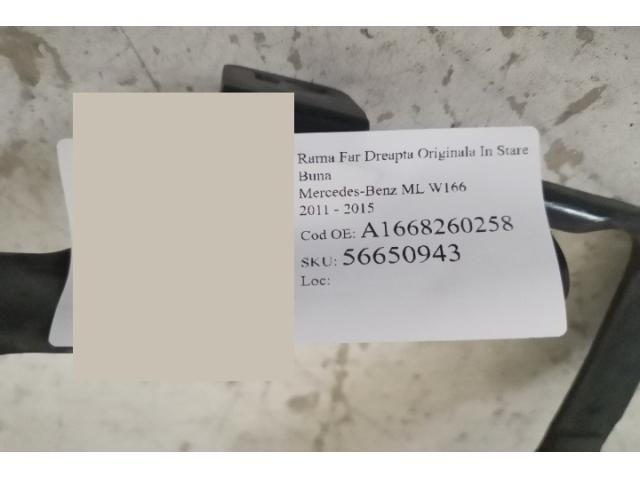 Rama Far Dreapta Originala In Stare
Buna
Mercedes-Benz ML W166
2011 - 2015
Cod OE: A1668260258
SKU: 56650943
Loc: